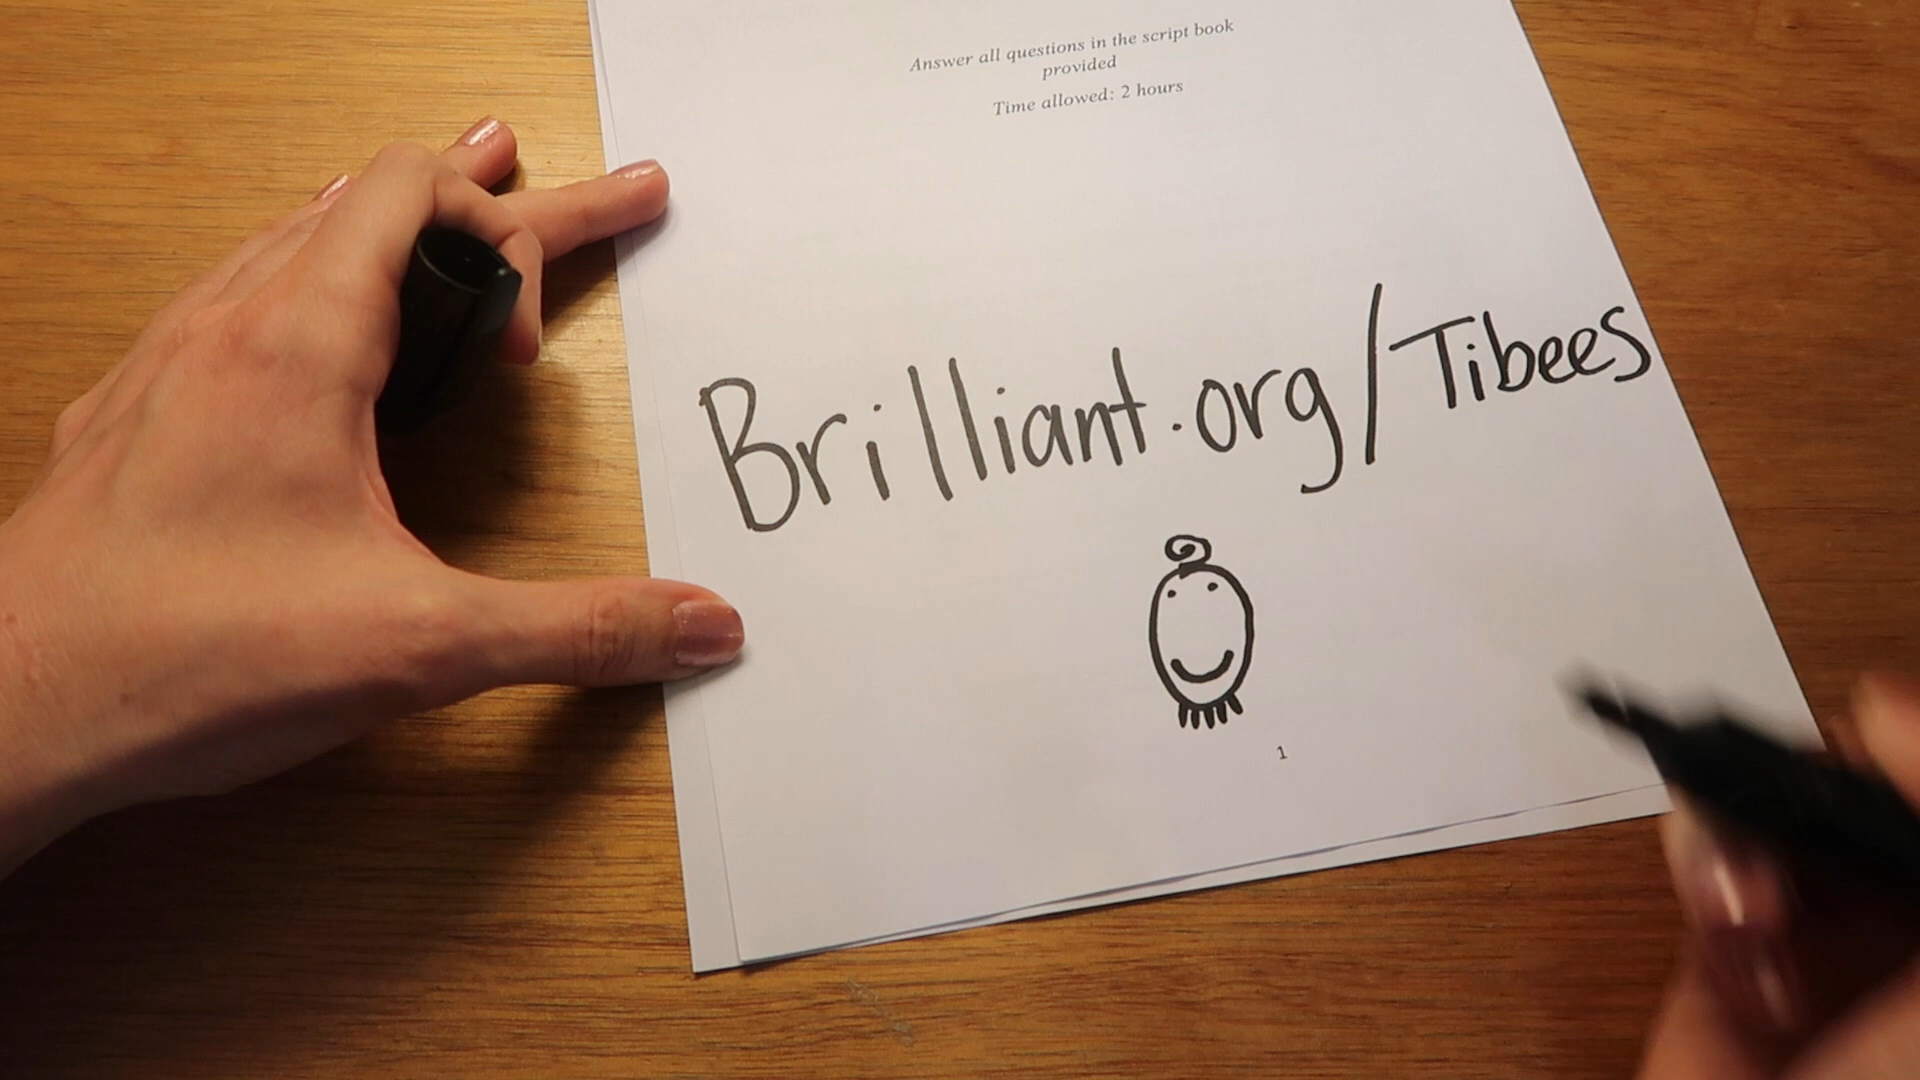 Answer all questions in the script book
provided
Time allowed: 2 hours
Brilliant.org/Tibees
1